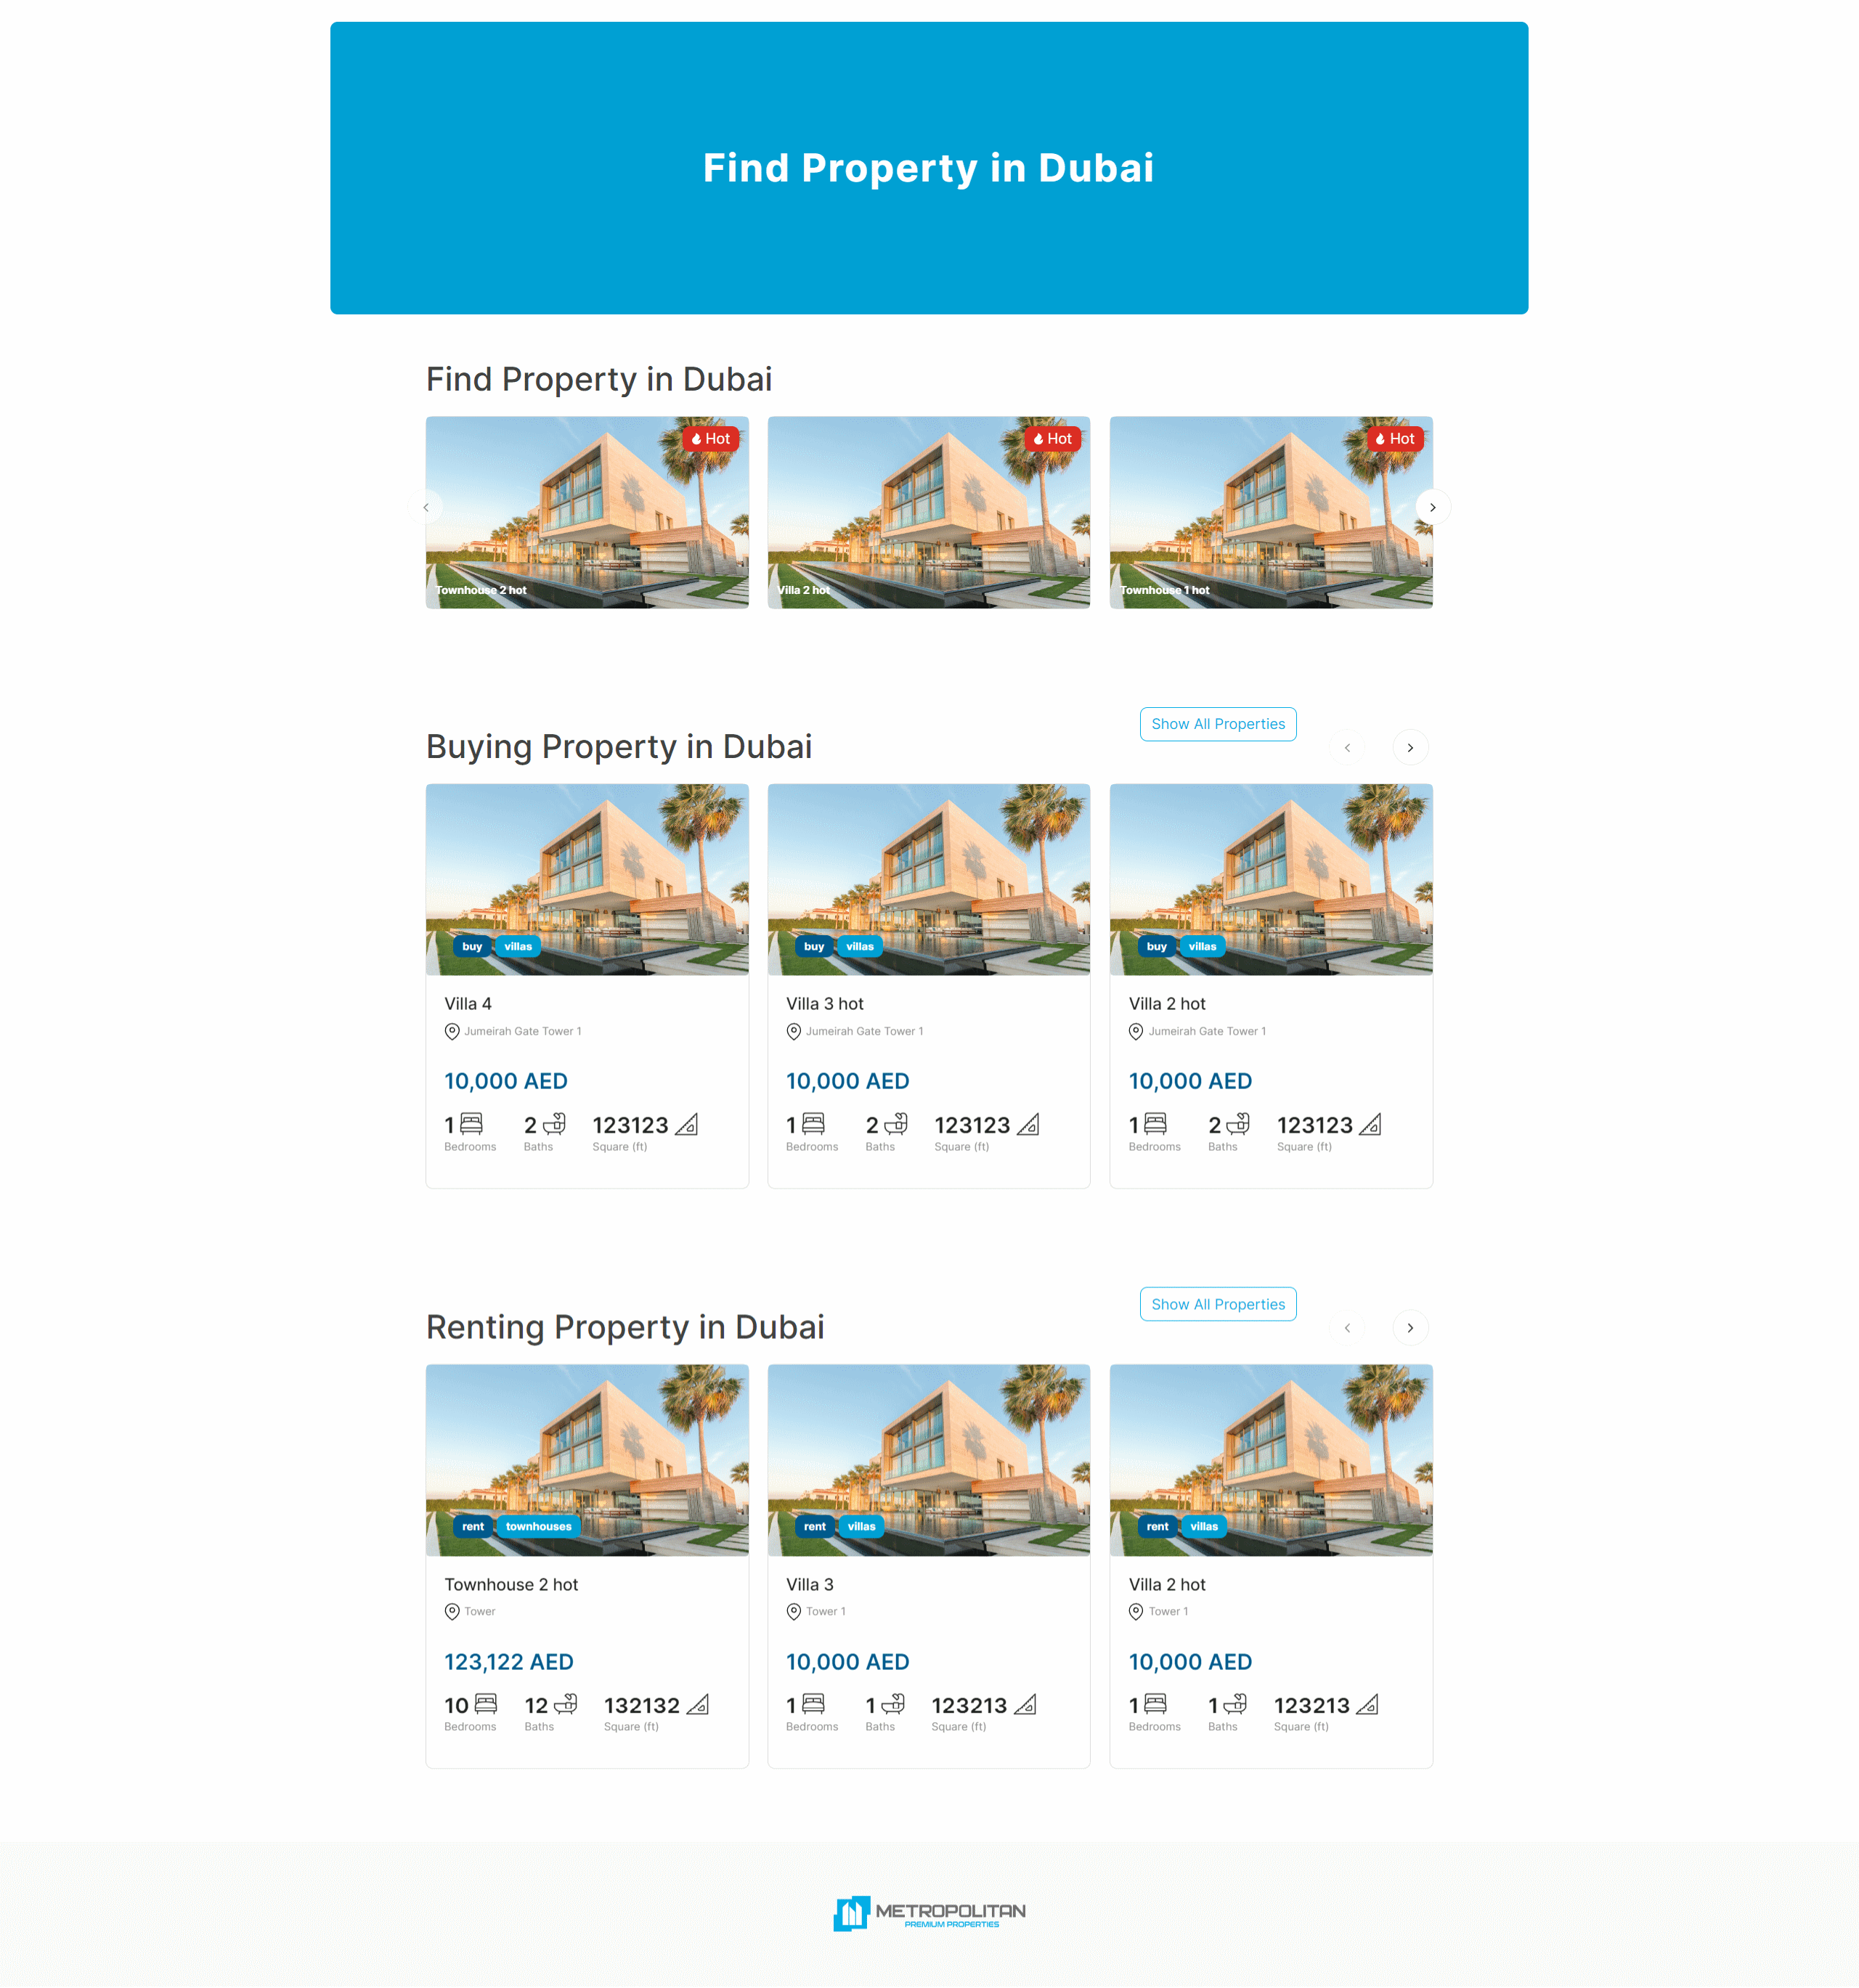 Find Property in Dubai
Find Property in Dubai
Hot
Hot
Hot
Townhouse 2 hot
Villa 2 hot
Townhouse 1 hot
Show All Properties
Buying Property in Dubai
buy villas
buy villas
buy villas
Villa 4
Villa 3 hot
Villa 2 hot
Jumeirah Gate Tower 1
Jumeirah Gate Tower 1
Jumeirah Gate Tower 1
10,000 AED
10,000 AED
10,000 AED
1 2 123123
1 2 123123
1 2 123123
Bedrooms Baths Square (ft)
Bedrooms Baths Square (ft)
Bedrooms Baths Square (ft)
Show All Properties
Renting Property in Dubai
rent townhouses
rent villas
rent villas
Townhouse 2 hot
Villa 3
Villa 2 hot
Tower
Tower 1
Tower 1
123,122 AED
10,000 AED
10,000 AED
10 12 132132
1 1 123213
1 1 123213
Bedrooms Baths Square (ft)
Bedrooms Baths Square (ft)
Bedrooms Baths Square (ft)
METROPOLITAN
PREMIUM PROPERTIES